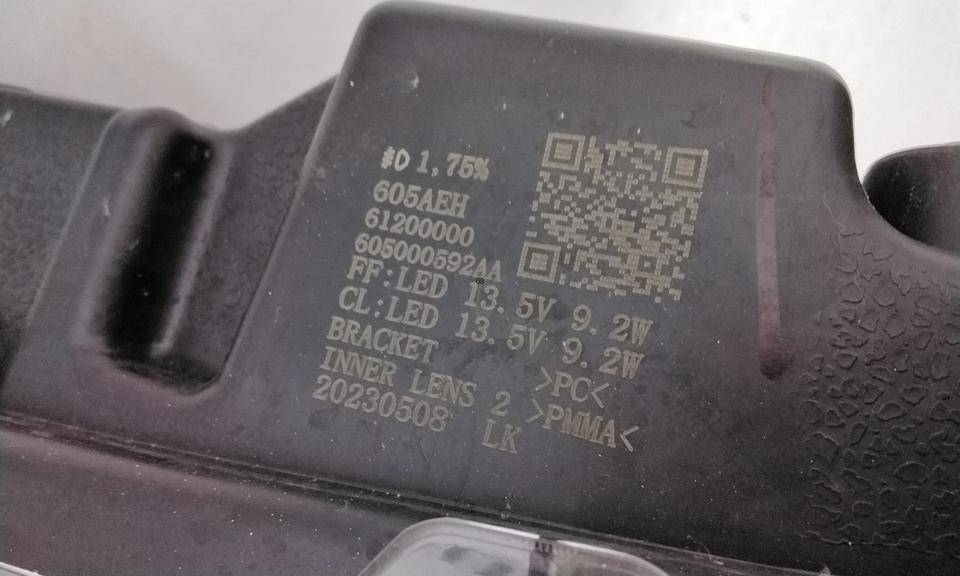 #D 1,75%
605AEH
61200000
605000592AA
FF:LED 13.5V 9.2W
CL:LED 13.5V 9.2W
BRACKET >PC<
INNER LENS 2 >PMMA<
20230508 LK